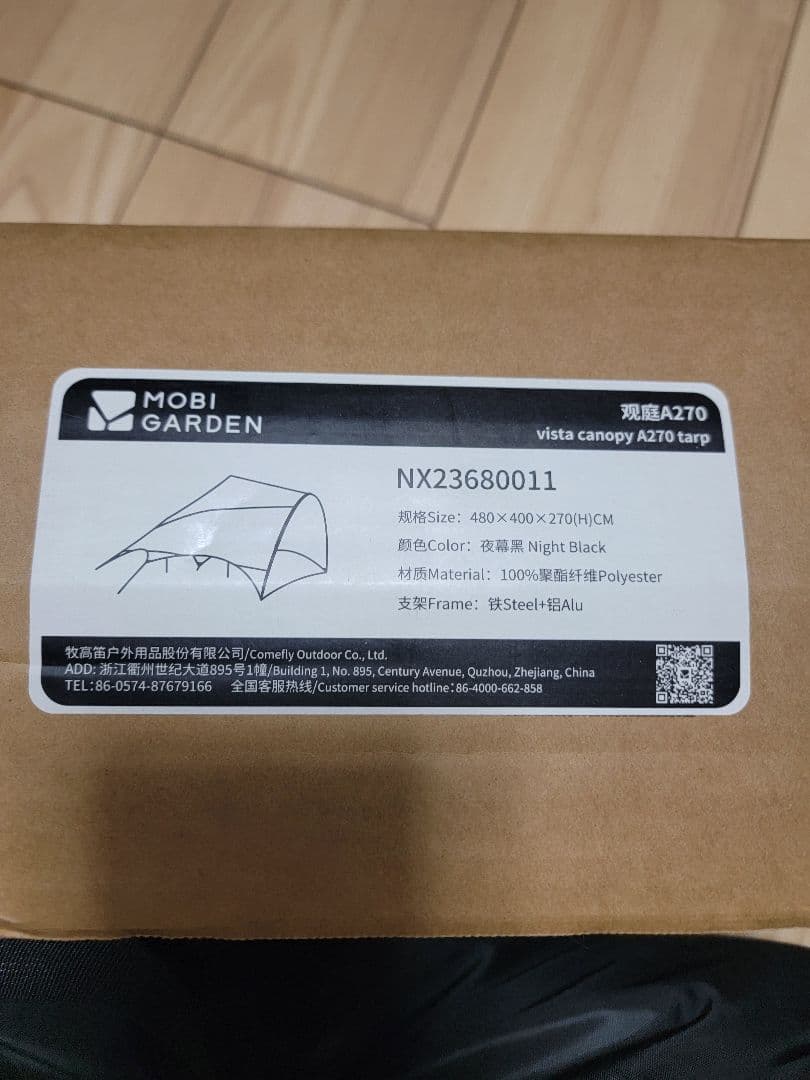 MOBI
GARDEN
观庭A270
vista canopy A270 tarp
NX23680011
规格Size：480×400×270(H)CM
颜色Color：夜幕黑 Night Black
材质Material：100%聚酯纤维Polyester
支架Frame：铁Steel+铝Alu
牧高笛户外用品股份有限公司/Comefly Outdoor Co., Ltd.
ADD: 浙江衢州世纪大道895号1幢/Building 1, No. 895, Century Avenue, Quzhou, Zhejiang, China
TEL:86-0574-87679166 全国客服热线/Customer service hotline:86-4000-662-858